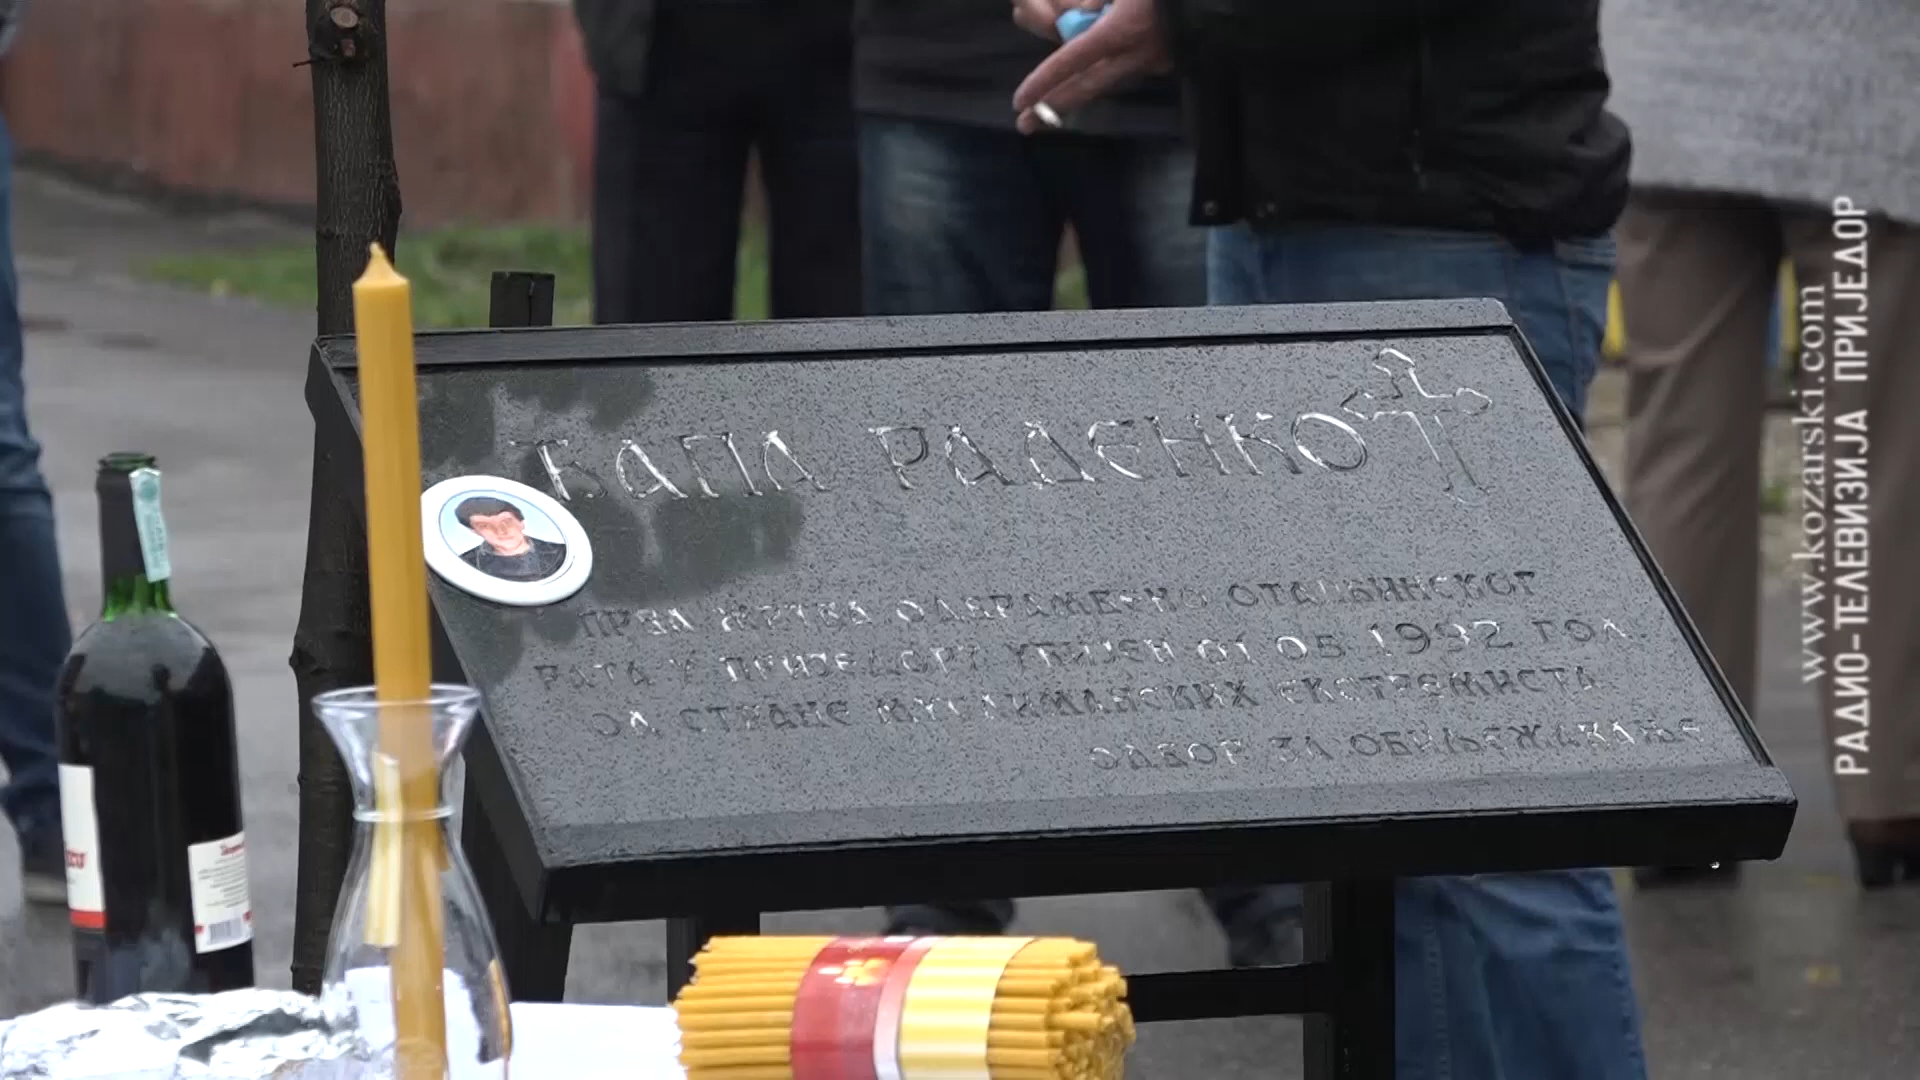 ЂАПА РАДЕНКО
ПРВА ЖРТВА ОДБРАМБЕНО ОТАЏБИНСКОГ
РАТА У ПРИЈЕДОРУ УБИЈЕН 01 05 1992 ГОД.
ОД СТРАНЕ МУСЛИМАНСКИХ ЕКСТРЕМИСТА
ОДБОР ЗА ОБИЉЕЖАВАЊЕ
www.kozarski.com
РАДИО-ТЕЛЕВИЗИЈА ПРИЈЕДОР